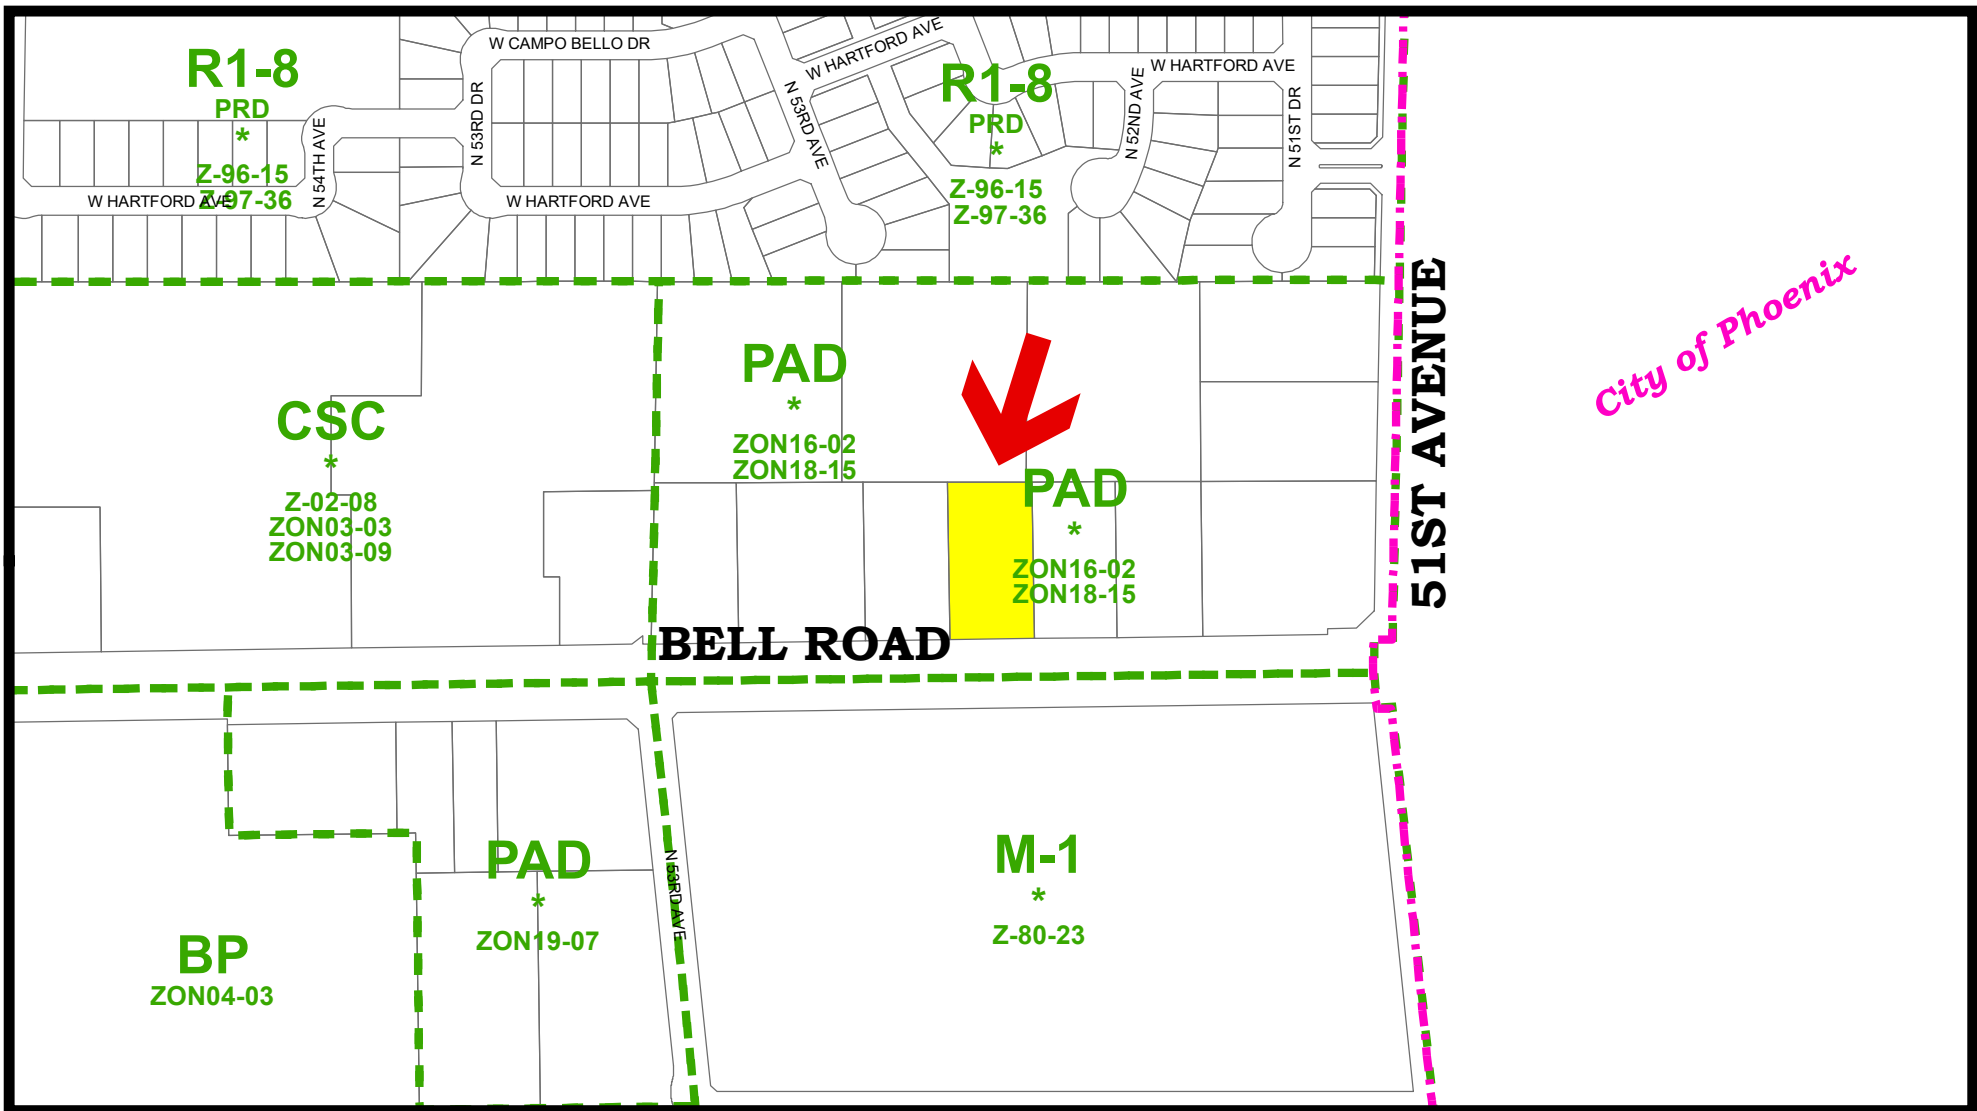 W CAMPO BELLO DR
W HARTFORD AVE
W HARTFORD AVE
R1-8
PRD
*
Z-96-15
Z-97-36
R1-8
PRD
*
Z-96-15
Z-97-36
N 54TH AVE
N 53RD DR
N 53RD AVE
N 52ND AVE
N 51ST DR
W HARTFORD AVE
W HARTFORD AVE
City of Phoenix
51ST AVENUE
PAD
*
ZON16-02
ZON18-15
CSC
*
Z-02-08
ZON03-03
ZON03-09
PAD
*
ZON16-02
ZON18-15
BELL ROAD
PAD
*
ZON19-07
N 53RD AVE
M-1
*
Z-80-23
BP
ZON04-03